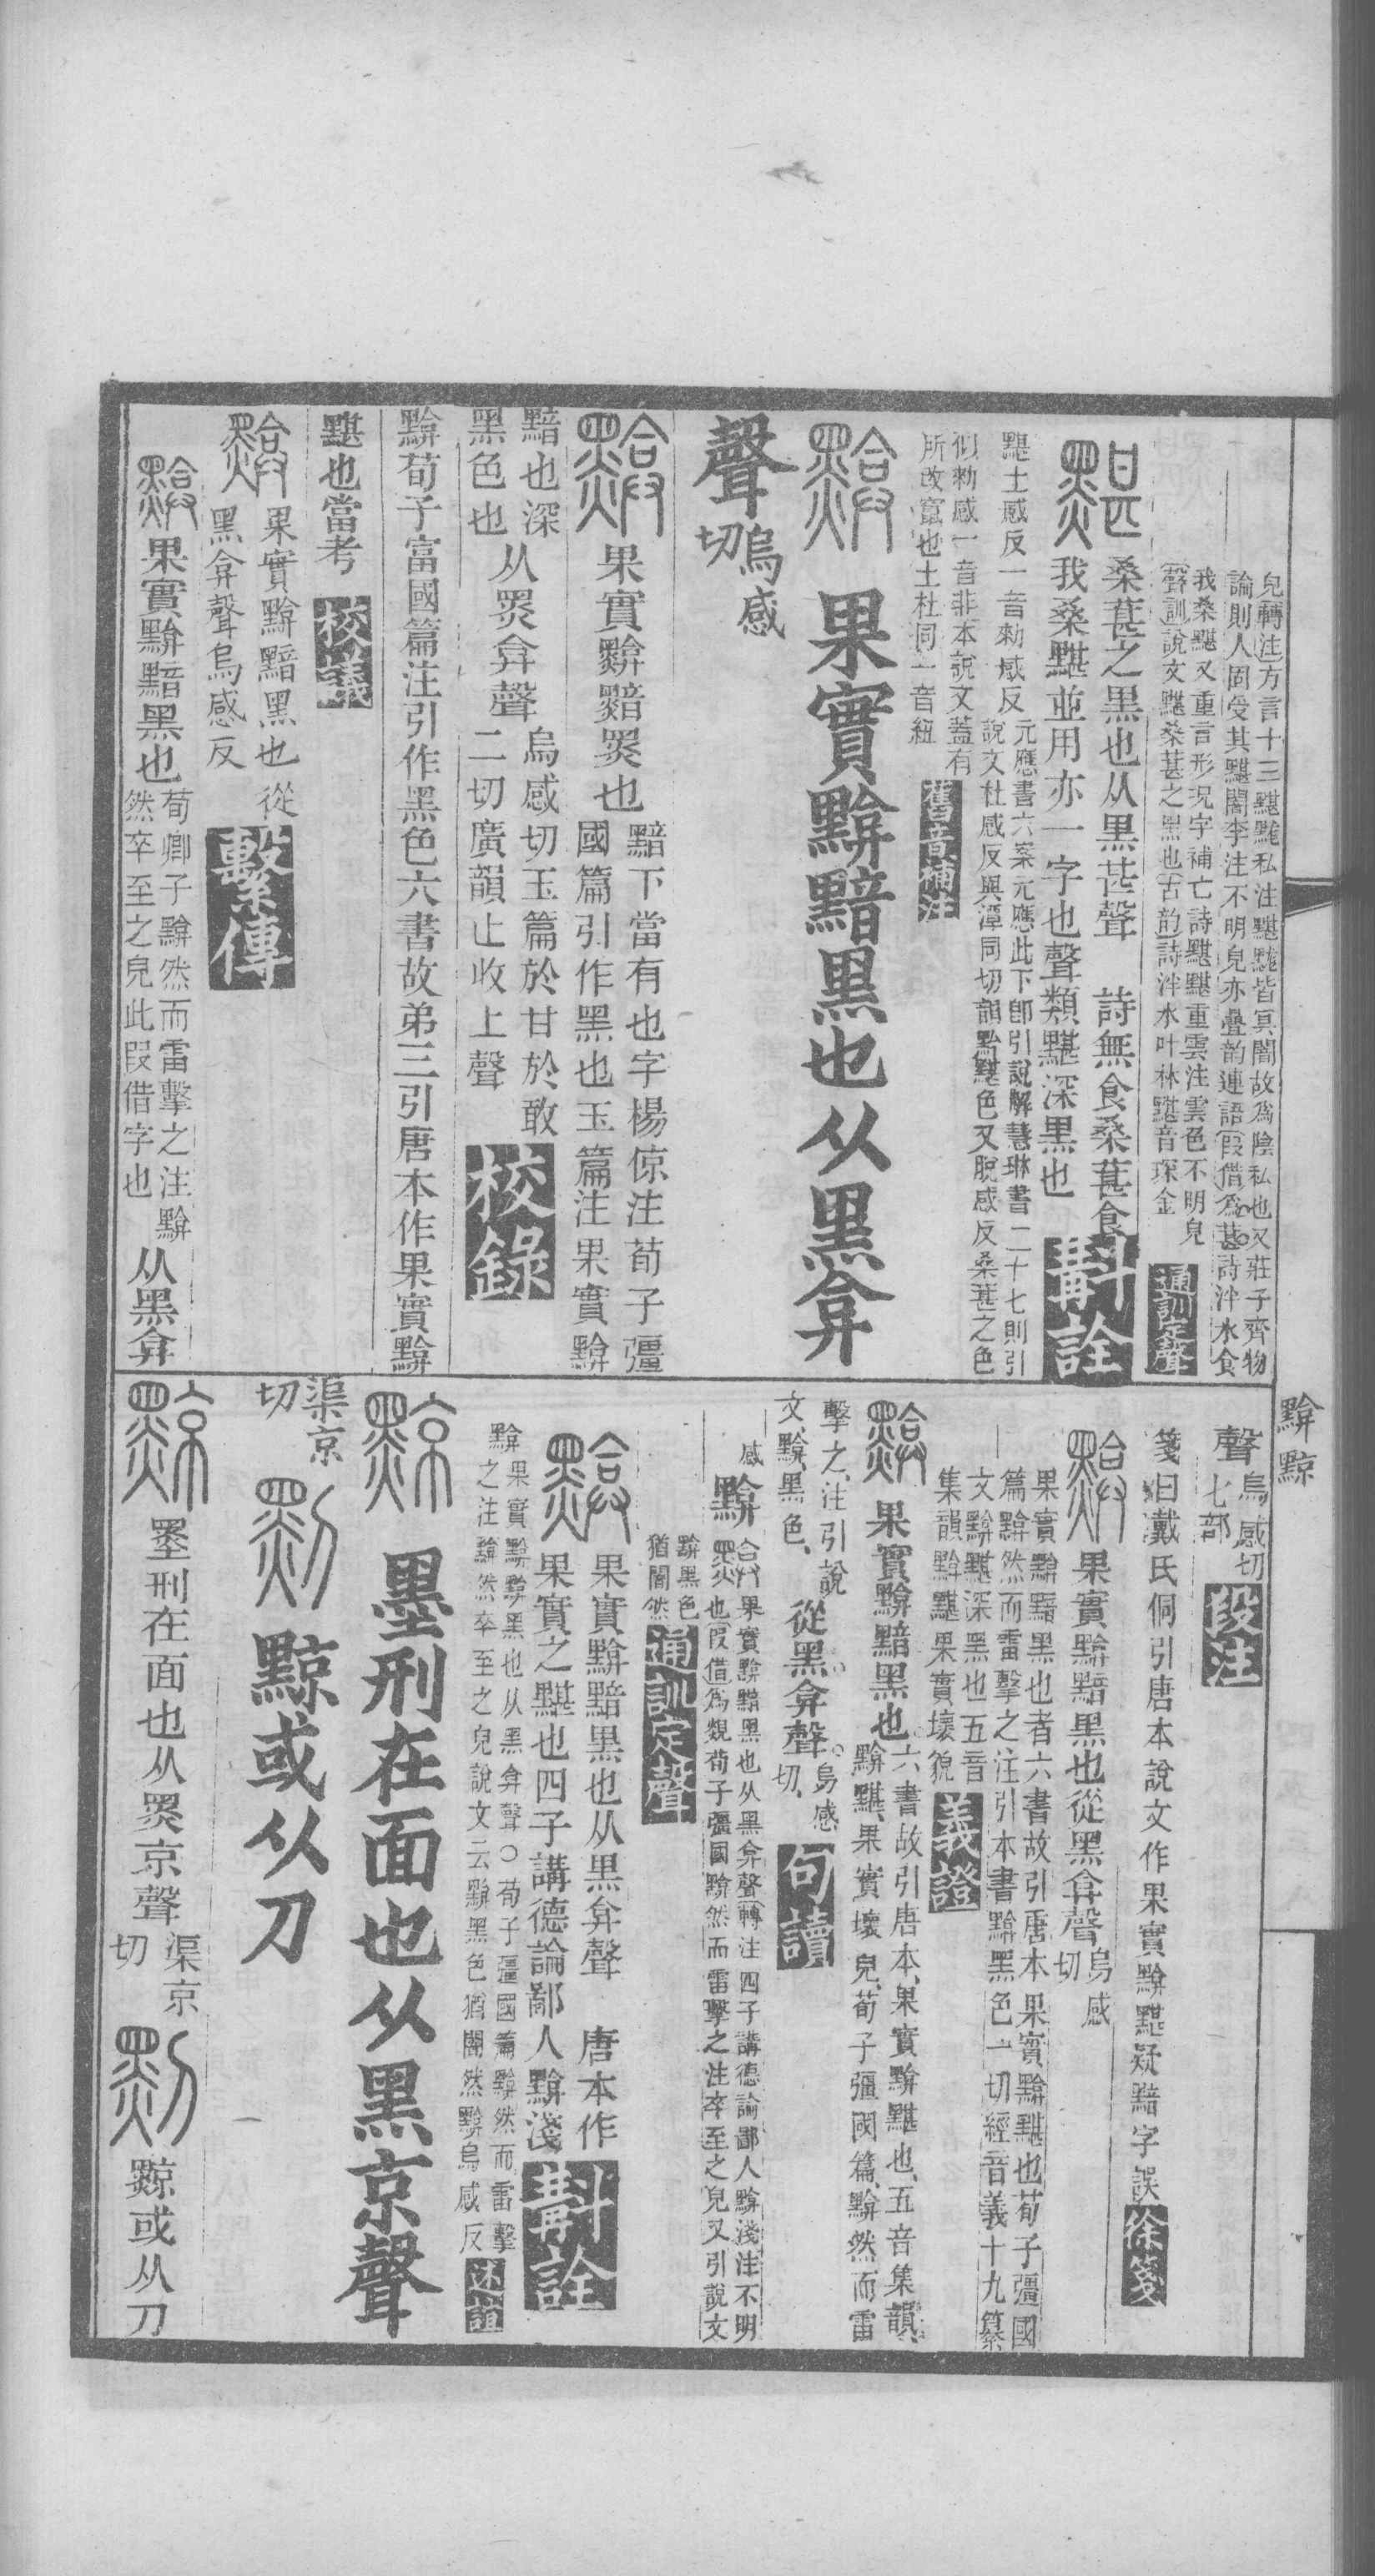 皃轉注方言十三黮黤私注黮黤皆冥闇故爲陰私也又莊子齊物
論則人固受其黮闇李注不明皃亦疊韵連語假借爲葚詩泮水食
我桑黮又重言形況字補亡詩黮黮重雲注雲色不明皃
聲訓說文黮桑葚之黑也古韵詩泮水叶林黮音琛金
通訓定聲
桑葚之黑也从黑甚聲　詩無食桑葚食
我桑黮並用亦一字也聲類黮深黑也
斠詮
黮土感反一音勑感反
元應書六案元應此下卽引說解慧琳書二十七則引
說文杜感反與潭同切韻黮黮色又脫感反桑葚之色
似勑感一音非本說文蓋有
所改竄也土杜同一音紐
舊音補注
黭果實黭黯黑也从黑弇
聲烏感切
黭果實黭黯黑也
黯下當有也字楊倞注荀子彊
國篇引作黑也玉篇注果實黭
黯也深
黑色也
从黑弇聲
烏感切玉篇於甘於敢
二切廣韻止收上聲
校錄
黭荀子富國篇注引作黑色六書故弟三引唐本作果實黭
黮也當考
校議
黭果實黭黯黑也從
黑弇聲烏感反
繫傳
黭果實黭黯黑也
荀卿子黭然而雷擊之注黭
然卒至之皃此叚借字也
从黑弇
黭黥
聲
烏感切
七部
段注
箋曰戴氏侗引唐本說文作果實黭黮疑黯字誤
徐箋
黭果實黭黯黑也從黑弇聲烏感切
果實黭黯黑也者六書故引唐本果實黭黮也荀子彊國
篇黭然而雷擊之注引本書黭黑色一切經音義十九纂
文黭黮深黑也五音
集韻黭黮果實壞貌
義證
黭果實黭黯黑也
六書故引唐本果實黭黮也五音集韻
黭黮果實壞皃荀子彊國篇黭然而雷
擊之注引說
文黭黑色
從黑弇聲烏感切
句讀
感
黭
黭果實黭黯黑也从黑弇聲轉注四子講德論鄙人黭淺注不明
也假借爲覢荀子彊國黭然而雷擊之注卒至之皃又引說文
黭黑色
猶闇然
通訓定聲
黭果實黭黯黑也从黑弇聲　唐本作
果實之黮也四子講德論鄙人黭淺
斠詮
黭果實黭黯黑也从黑弇聲○荀子彊國篇黭然而雷擊
之注黭然卒至之皃說文云黭黑色猶闇然黭烏感反
述誼
黥墨刑在面也从黑京聲
渠京切
剠黥或从刀
黥墨刑在面也从黑京聲
渠京切
剠黥或从刀